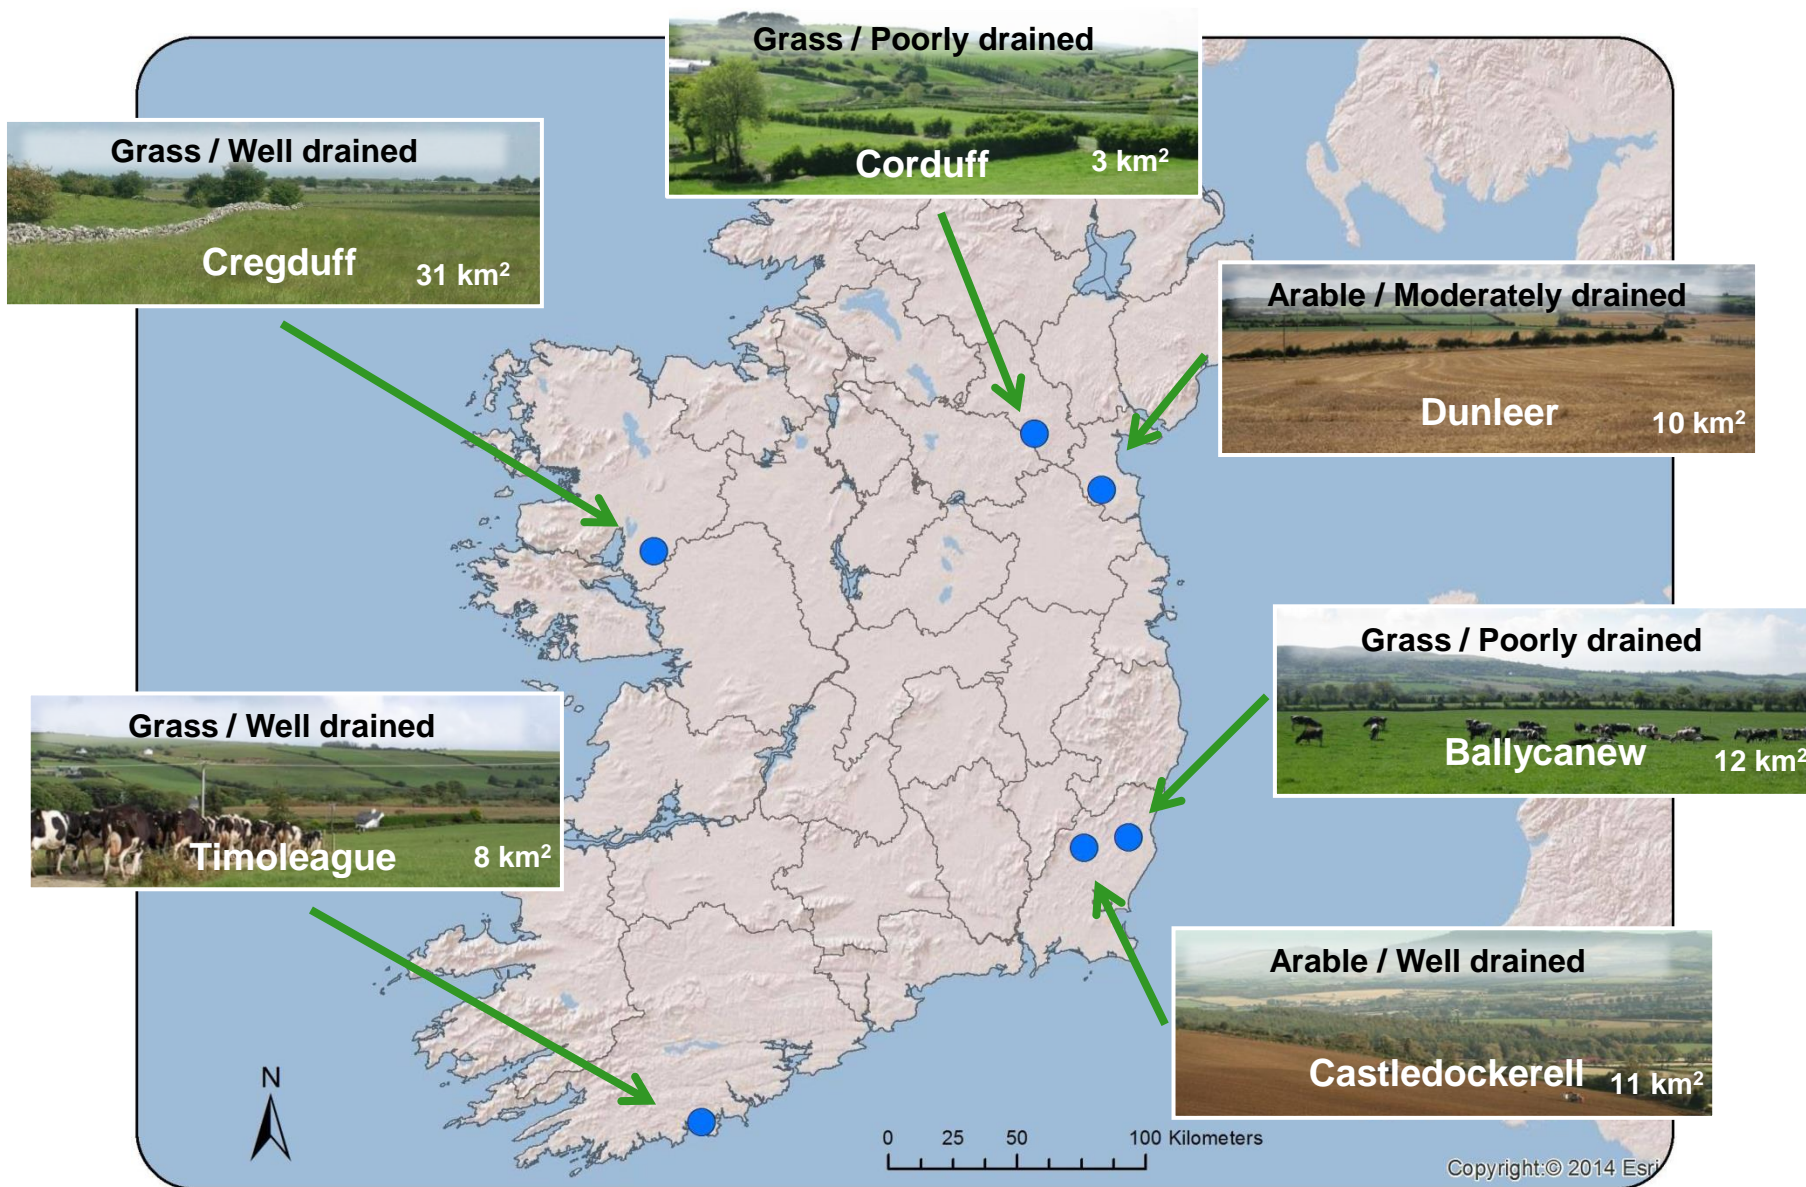 Grass / Poorly drained
Corduff
3 km²
Grass / Well drained
Cregduff
31 km²
Arable / Moderately drained
Dunleer
10 km²
Grass / Poorly drained
Ballycanew
12 km²
Grass / Well drained
Timoleague
8 km²
Arable / Well drained
Castledockerell
11 km²
N
0 25 50 100 Kilometers
Copyright:© 2014 Esri